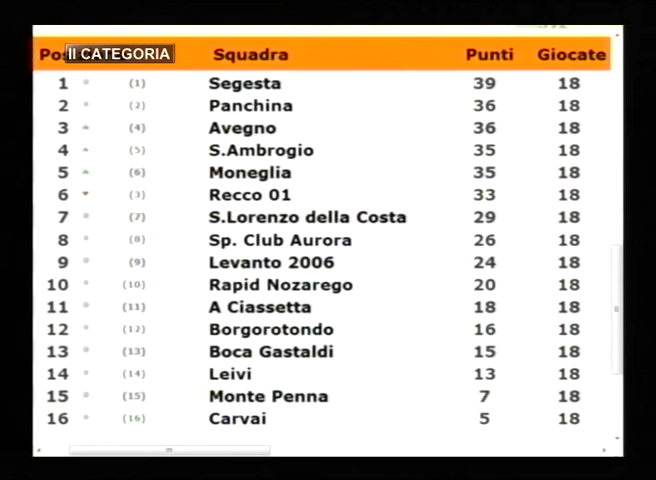 Pos II CATEGORIA Squadra Punti Giocate
1 (1) Segesta 39 18
2 (2) Panchina 36 18
3 (4) Avegno 36 18
4 (5) S.Ambrogio 35 18
5 (6) Moneglia 35 18
6 (3) Recco 01 33 18
7 (7) S.Lorenzo della Costa 29 18
8 (8) Sp. Club Aurora 26 18
9 (9) Levanto 2006 24 18
10 (10) Rapid Nozarego 20 18
11 (11) A Ciassetta 18 18
12 (12) Borgorotondo 16 18
13 (13) Boca Gastaldi 15 18
14 (14) Leivi 13 18
15 (15) Monte Penna 7 18
16 (16) Carvai 5 18